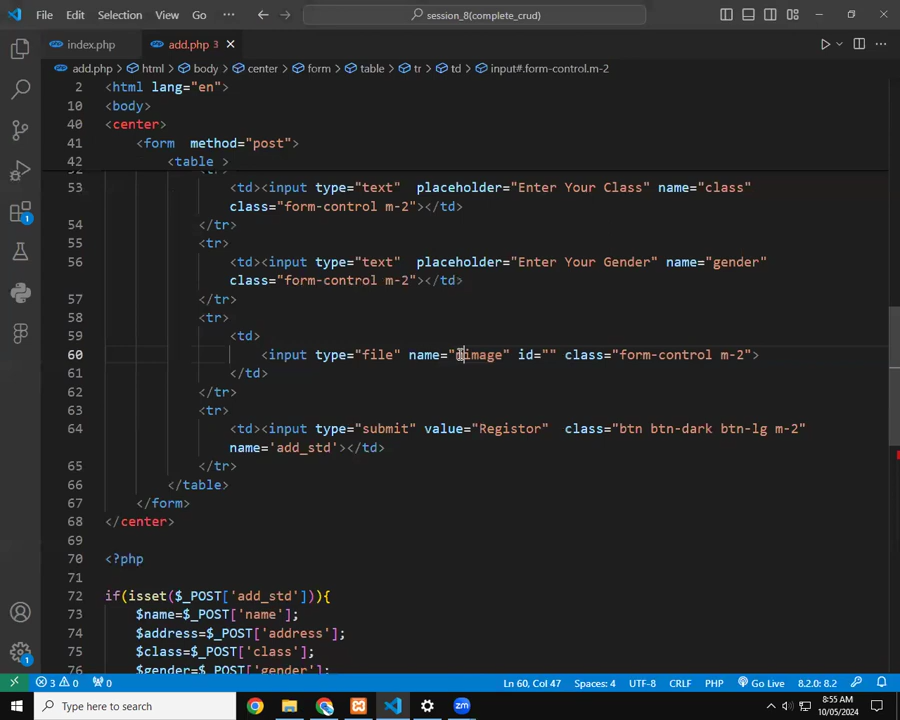 File Edit Selection View Go ··· session_8(complete_crud)
index.php add.php 3
add.php > html > body > center > form > table > tr > td > input#.form-control.m-2
2 <html lang="en">
10 <body>
40 <center>
41 <form  method="post">
42 <table >
53 <td><input type="text"  placeholder="Enter Your Class" name="class"
class="form-control m-2"></td>
54 </tr>
55 <tr>
56 <td><input type="text"  placeholder="Enter Your Gender" name="gender"
class="form-control m-2"></td>
57 </tr>
58 <tr>
59 <td>
60 <input type="file" name="image" id="" class="form-control m-2">
61 </td>
62 </tr>
63 <tr>
64 <td><input type="submit" value="Registor"  class="btn btn-dark btn-lg m-2"
name='add_std'></td>
65 </tr>
66 </table>
67 </form>
68 </center>
69
70 <?php
71
72 if(isset($_POST['add_std'])){
73 $name=$_POST['name'];
74 $address=$_POST['address'];
75 $class=$_POST['class'];
76 $gender=$_POST['gender'];
3 0 0 Ln 60, Col 47 Spaces: 4 UTF-8 CRLF PHP Go Live 8.2.0: 8.2 Prettier
Type here to search
8:55 AM
10/05/2024